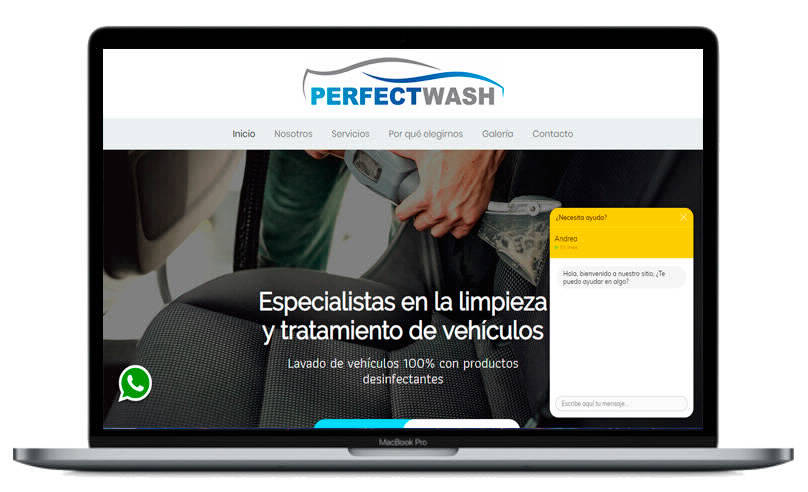 PERFECTWASH
Inicio Nosotros Servicios Por qué elegirnos Galería Contacto
¿Necesita ayuda?
Andrea
Especialistas en la limpieza
y tratamiento de vehículos
Lavado de vehículos 100% con productos
desinfectantes
Hola, bienvenido a nuestro sitio, ¿Te
puedo ayudar en algo?
Escribe aquí tu mensaje...
MacBook Pro